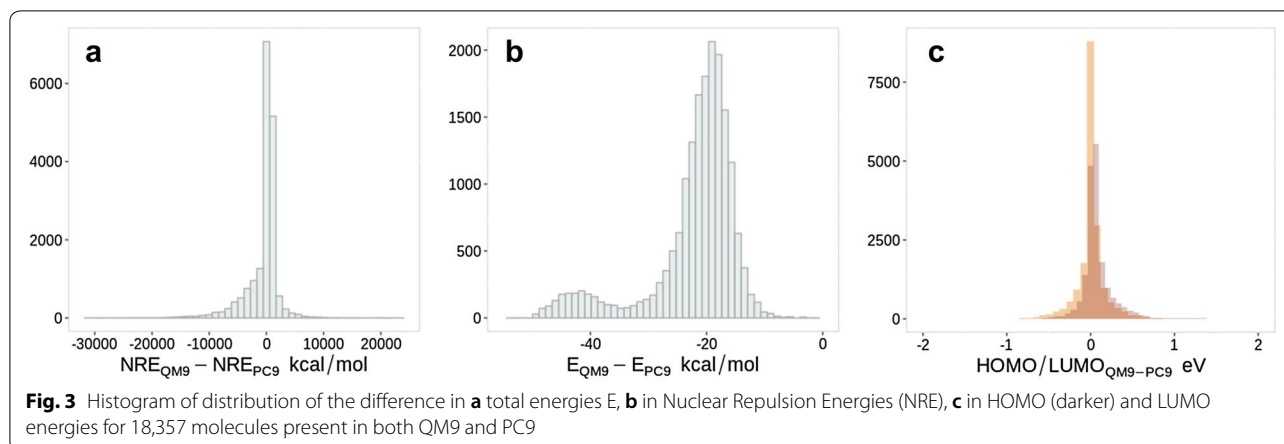 a
b
c
6000
4000
2000
0
2000
1500
1000
500
0
7500
5000
2500
0
-30000 -20000 -10000 0 10000 20000
-40 -20 0
-2 -1 0 1 2
NRE_QM9 − NRE_PC9 kcal/mol
E_QM9 − E_PC9 kcal/mol
HOMO/LUMO_QM9−PC9 eV
Fig. 3 Histogram of distribution of the difference in a total energies E, b in Nuclear Repulsion Energies (NRE), c in HOMO (darker) and LUMO
energies for 18,357 molecules present in both QM9 and PC9